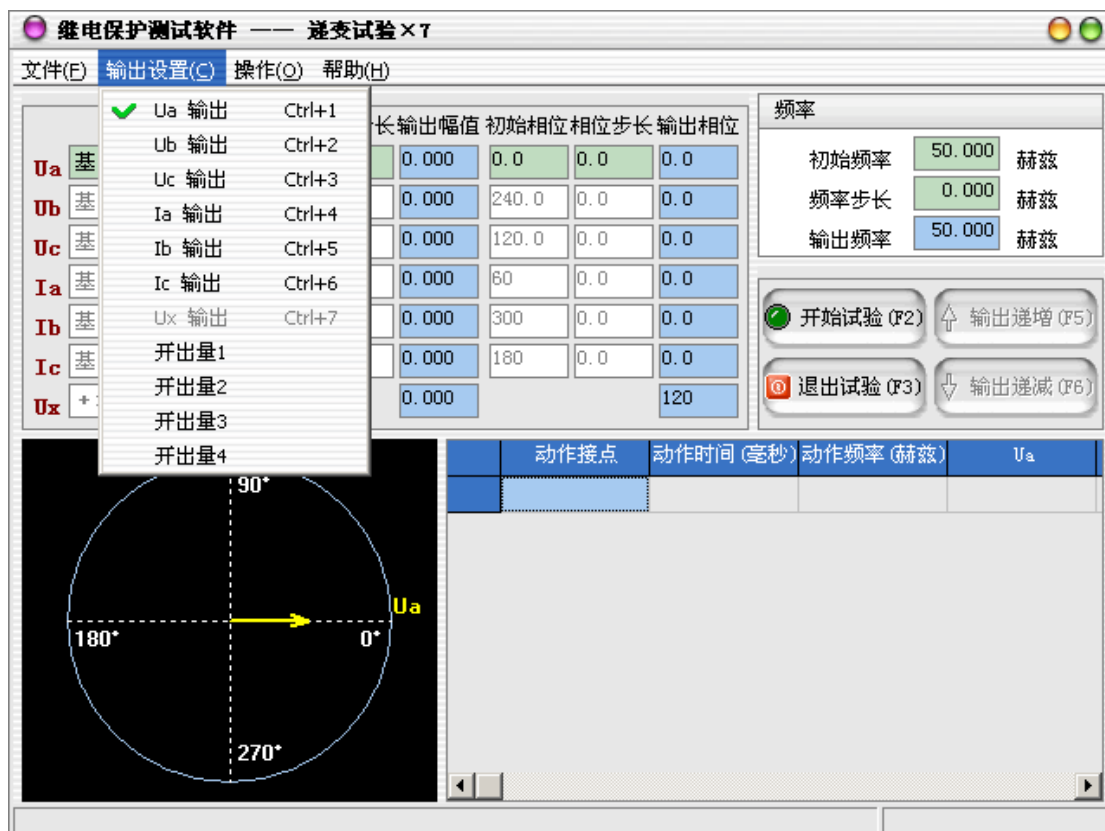 继电保护测试软件 —— 递变试验×7
文件(F) 输出设置(C) 操作(O) 帮助(H)
Ua 输出 Ctrl+1
Ub 输出 Ctrl+2
Uc 输出 Ctrl+3
Ia 输出 Ctrl+4
Ib 输出 Ctrl+5
Ic 输出 Ctrl+6
Ux 输出 Ctrl+7
开出量1
开出量2
开出量3
开出量4
长 输出幅值 初始相位 相位步长 输出相位
Ua 基 0.000 0.0 0.0 0.0
Ub 基 0.000 240.0 0.0 0.0
Uc 基 0.000 120.0 0.0 0.0
Ia 基 0.000 60 0.0 0.0
Ib 基 0.000 300 0.0 0.0
Ic 基 0.000 180 0.0 0.0
Ux + 0.000 120
频率
初始频率 50.000 赫兹
频率步长 0.000 赫兹
输出频率 50.000 赫兹
开始试验(F2) 输出递增(F5)
退出试验(F3) 输出递减(F6)
90°
Ua
180° 0°
270°
动作接点 动作时间(毫秒) 动作频率(赫兹) Ua